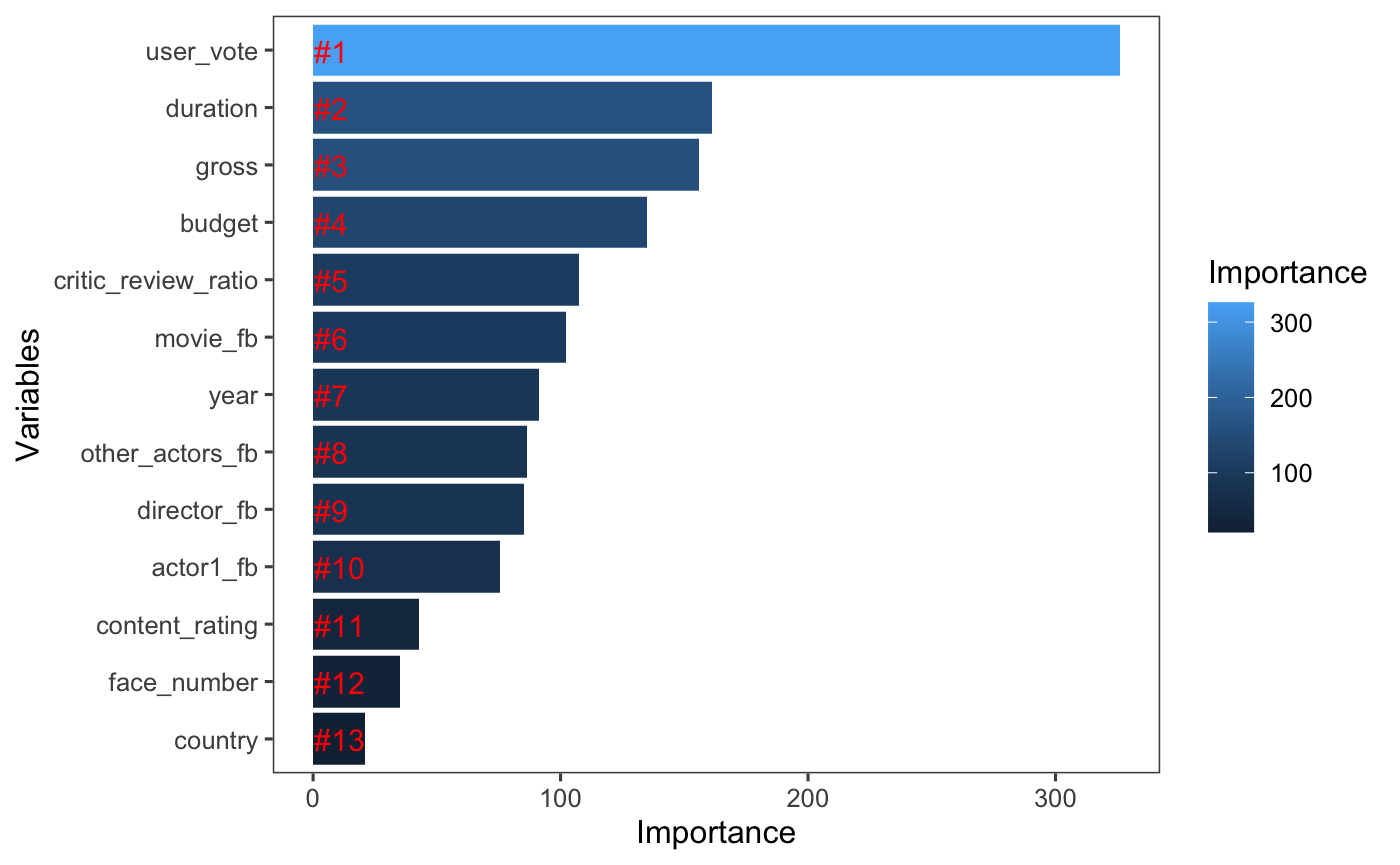 Variables
user_vote #1
duration #2
gross #3
budget #4
critic_review_ratio #5
movie_fb #6
year #7
other_actors_fb #8
director_fb #9
actor1_fb #10
content_rating #11
face_number #12
country #13
0 100 200 300
Importance
Importance
300
200
100